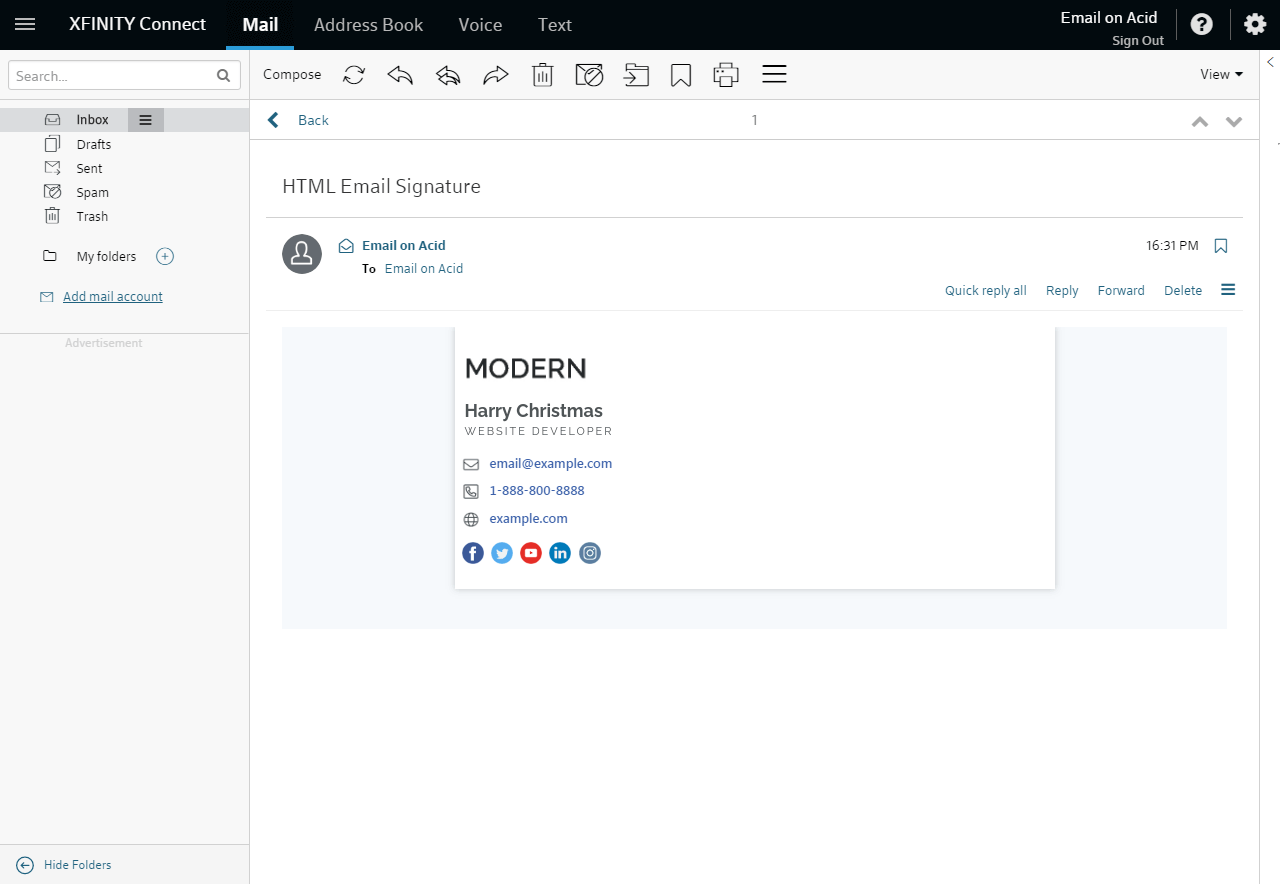 XFINITY Connect
Mail
Address Book
Voice
Text
Email on Acid
Sign Out
Search...
Compose
View
Inbox
Drafts
Sent
Spam
Trash
My folders
Add mail account
Advertisement
Hide Folders
Back
1
HTML Email Signature
Email on Acid
16:31 PM
To Email on Acid
Quick reply all Reply Forward Delete
MODERN
Harry Christmas
WEBSITE DEVELOPER
email@example.com
1-888-800-8888
example.com